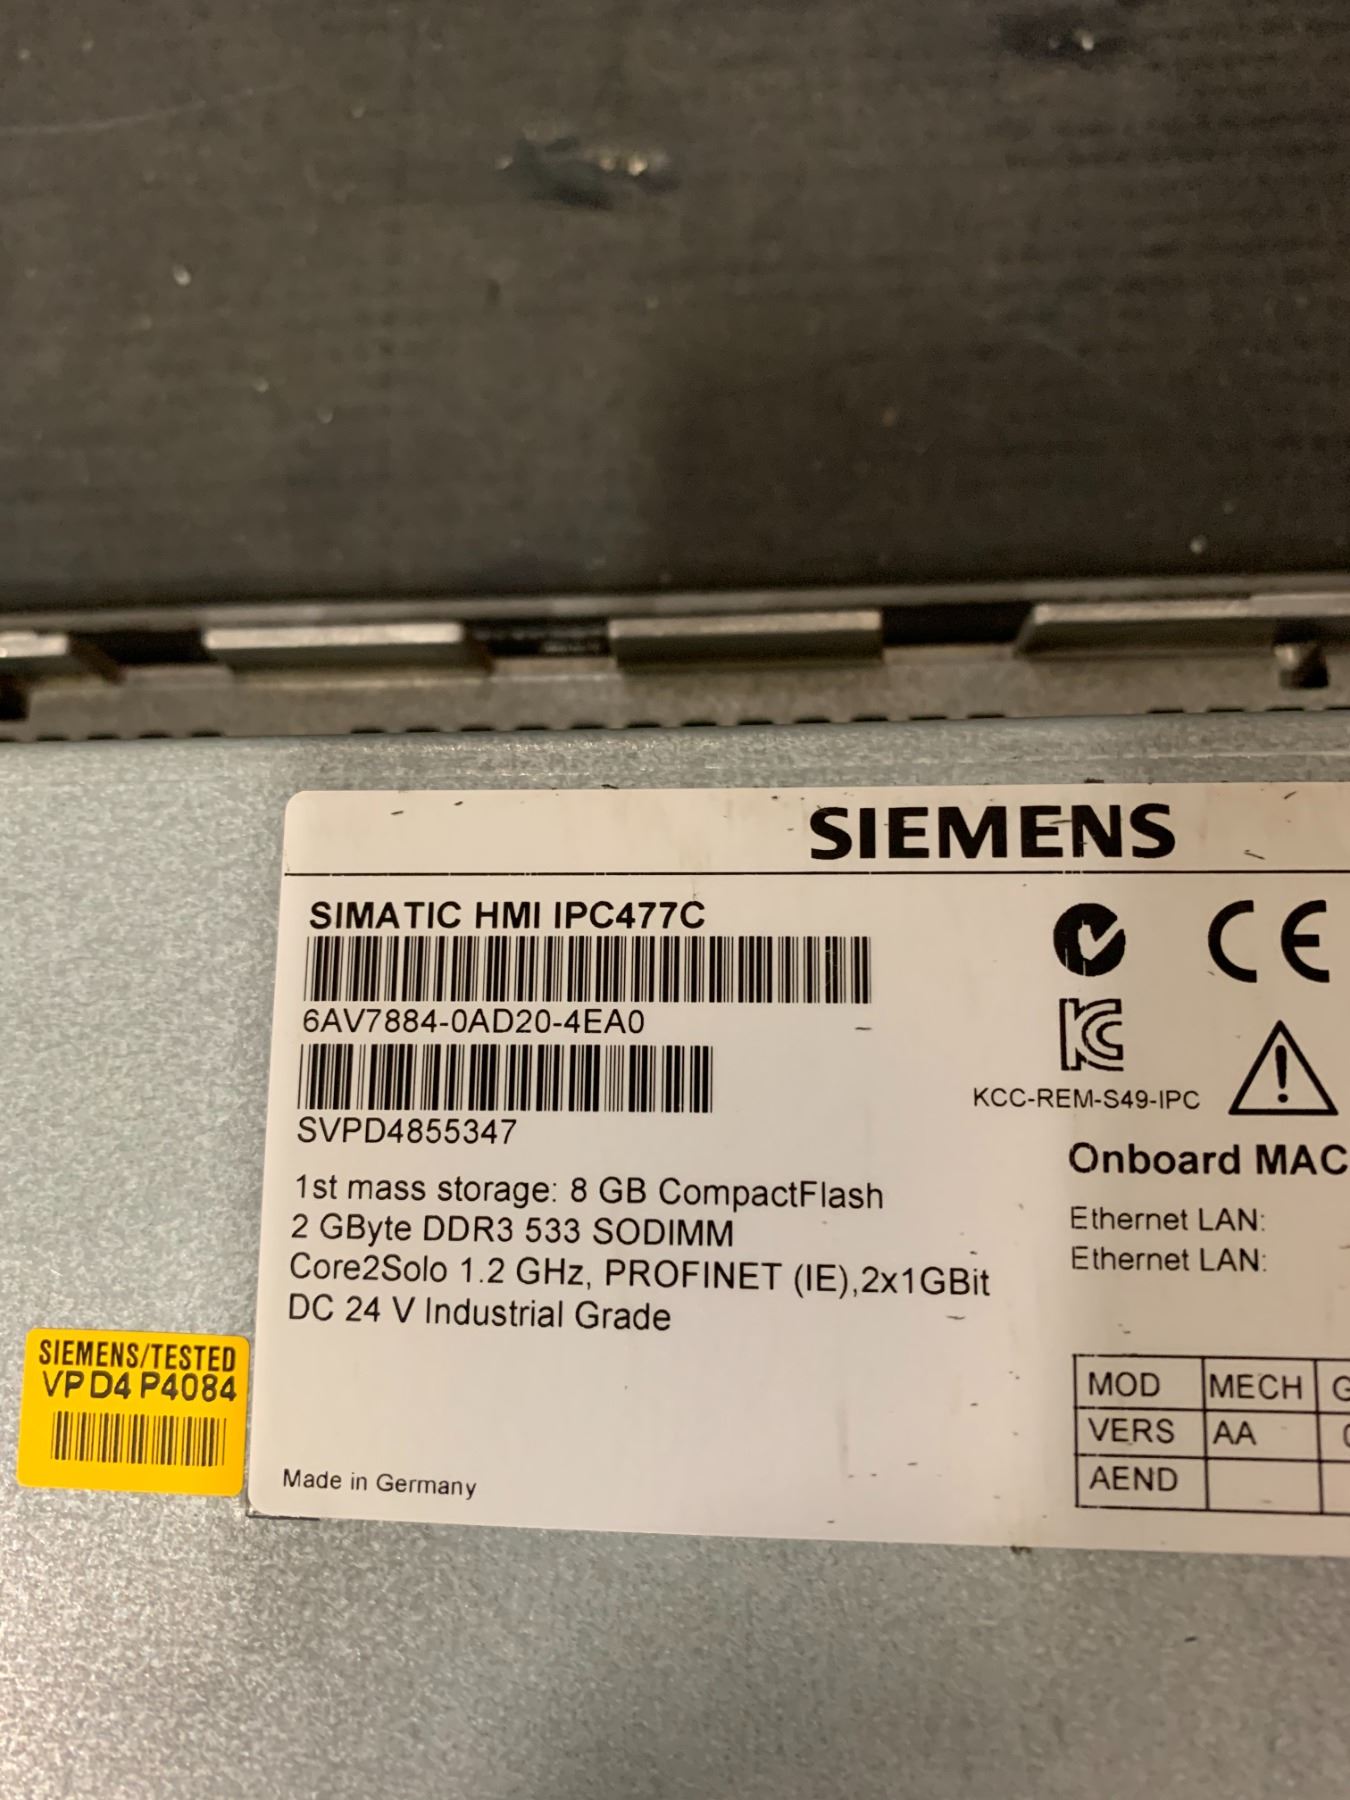 SIEMENS
SIMATIC HMI IPC477C
6AV7884-0AD20-4EA0
SVPD4855347
1st mass storage: 8 GB CompactFlash
2 GByte DDR3 533 SODIMM
Core2Solo 1.2 GHz, PROFINET (IE),2x1GBit
DC 24 V Industrial Grade
Made in Germany
CE
KC
KCC-REM-S49-IPC
Onboard MAC
Ethernet LAN:
Ethernet LAN:
MOD MECH G
VERS AA
AEND
SIEMENS/TESTED
VPD4 P4084